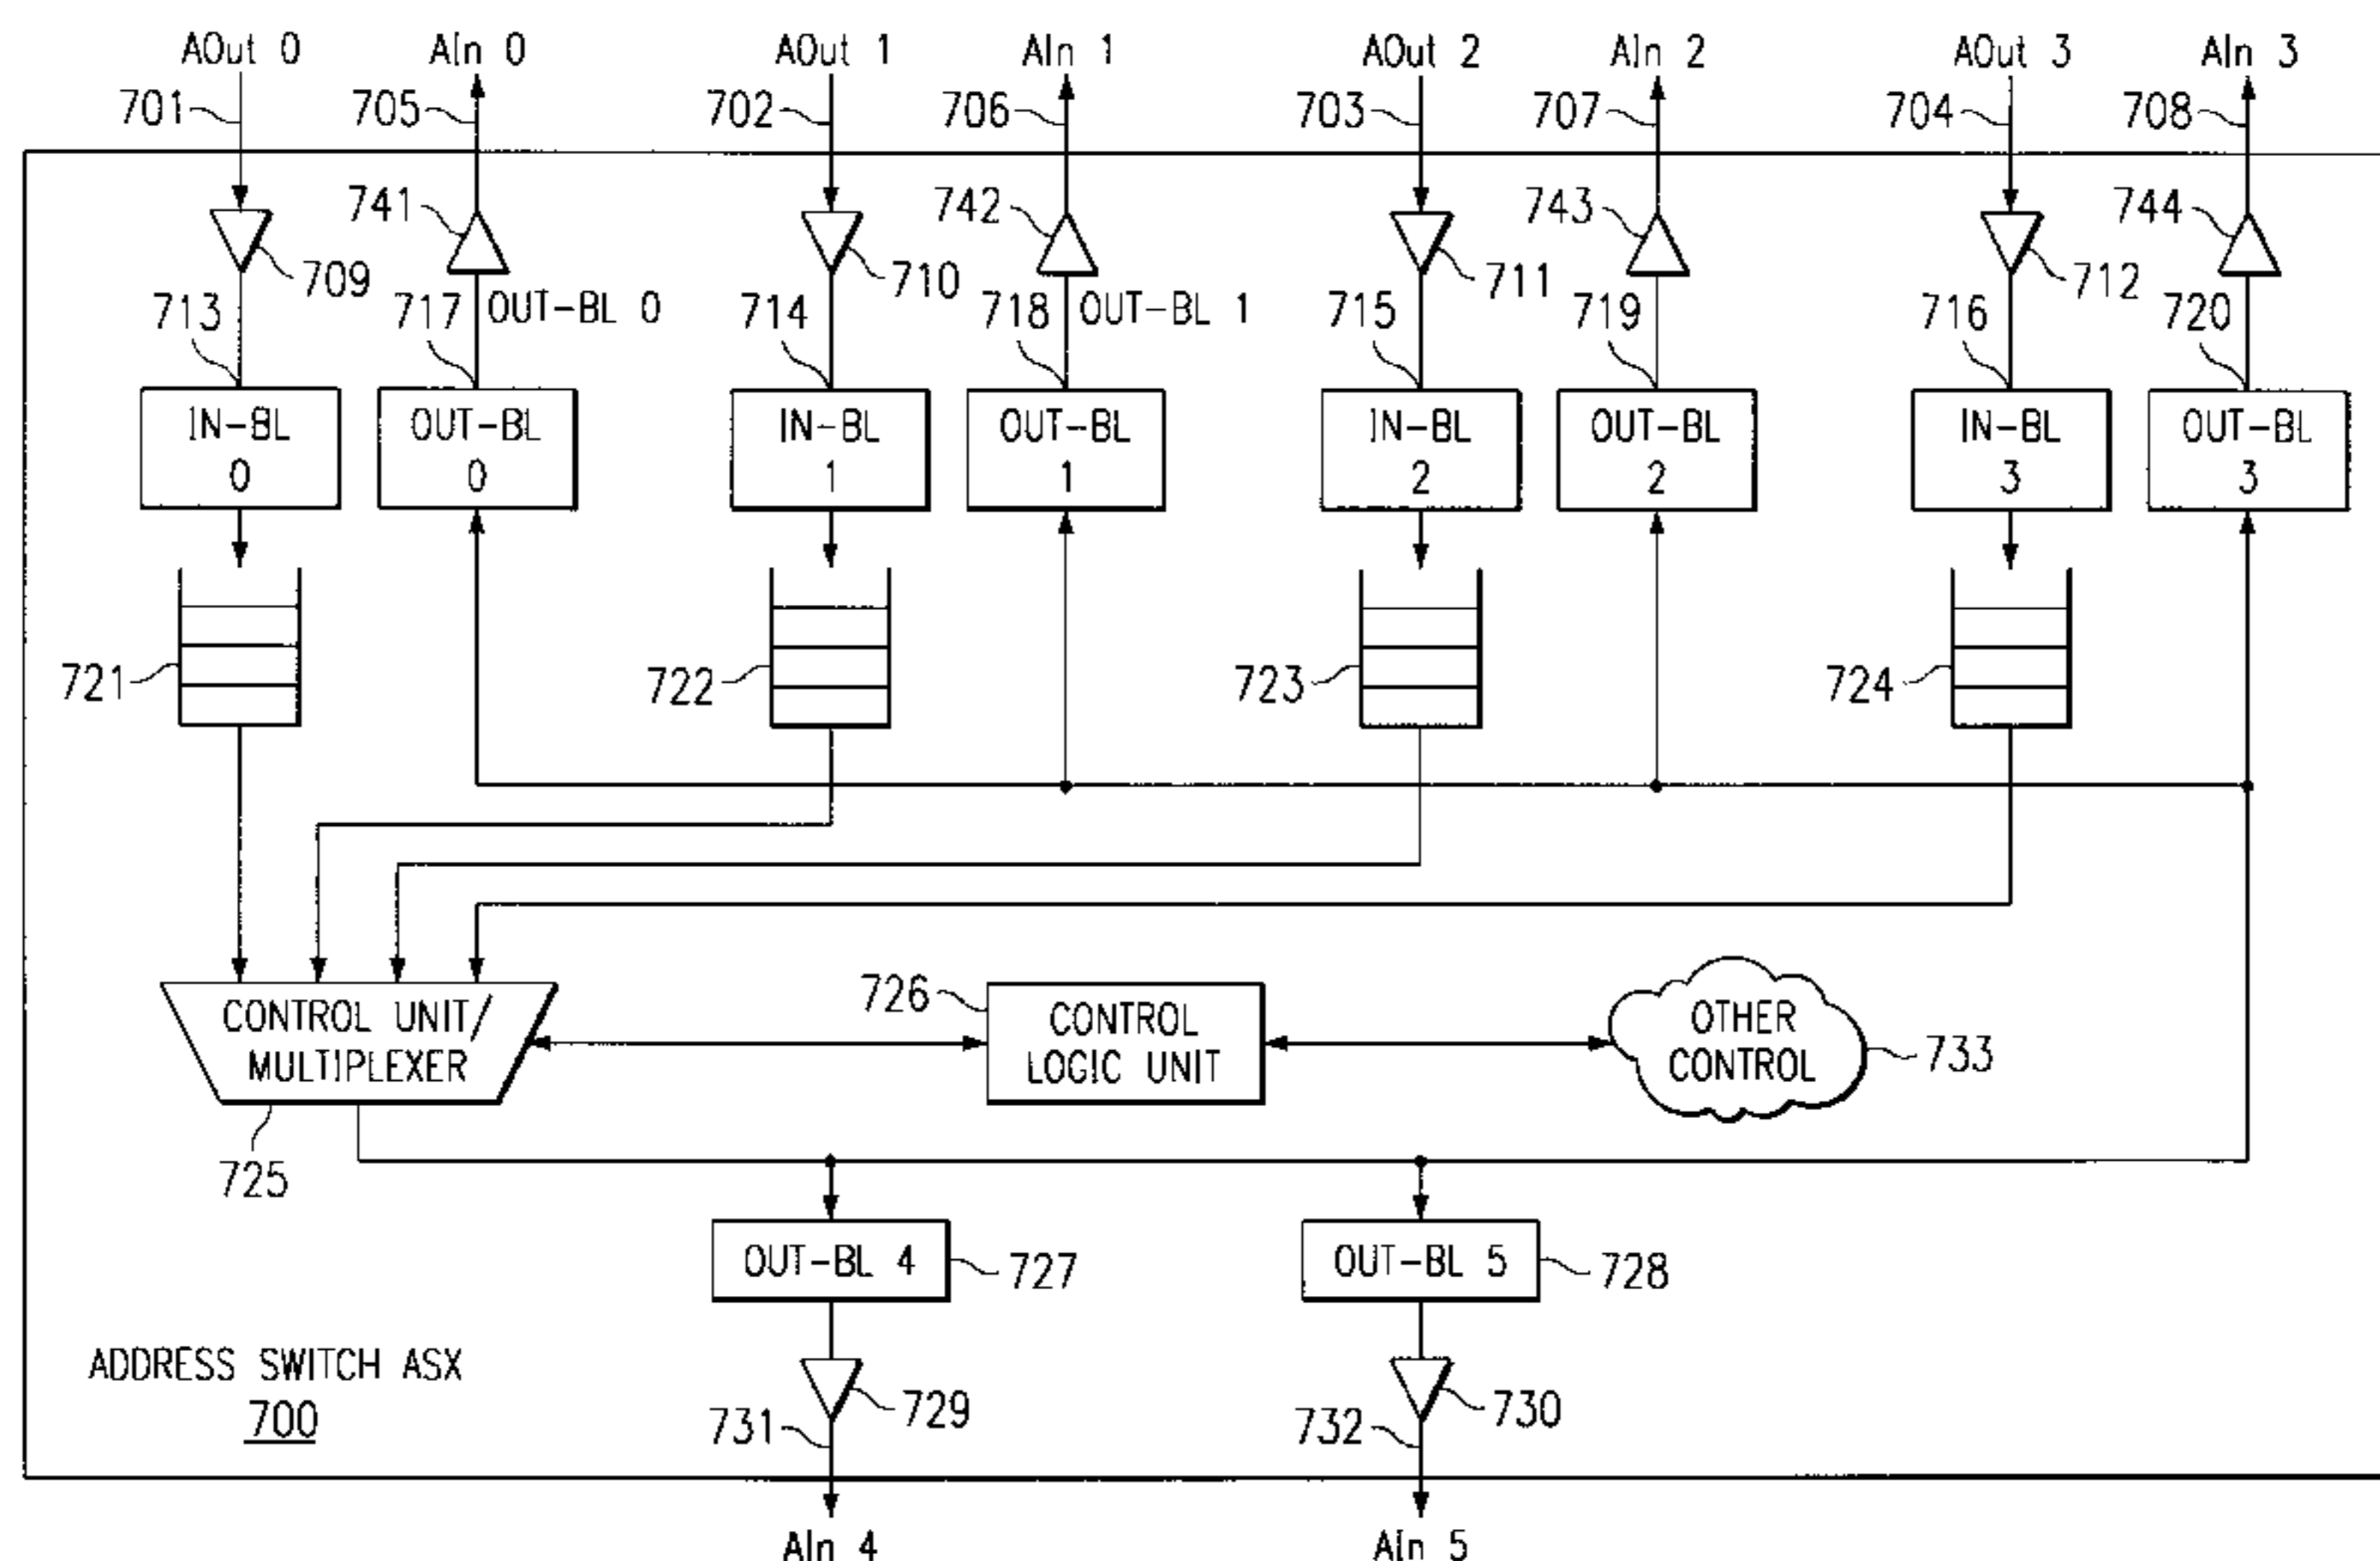 AOut 0 AIn 0 AOut 1 AIn 1 AOut 2 AIn 2 AOut 3 AIn 3
701 705 702 706 703 707 704 708
741 742 743 744
709 710 711 712
713 717 OUT-BL 0 714 718 OUT-BL 1 715 719 716 720
IN-BL OUT-BL IN-BL OUT-BL IN-BL OUT-BL IN-BL OUT-BL
0 0 1 1 2 2 3 3
721 722 723 724
726
CONTROL UNIT/ CONTROL OTHER
MULTIPLEXER LOGIC UNIT CONTROL 733
725
OUT-BL 4 727 OUT-BL 5 728
ADDRESS SWITCH ASX
700
729 730
731 732
AIn 4 AIn 5